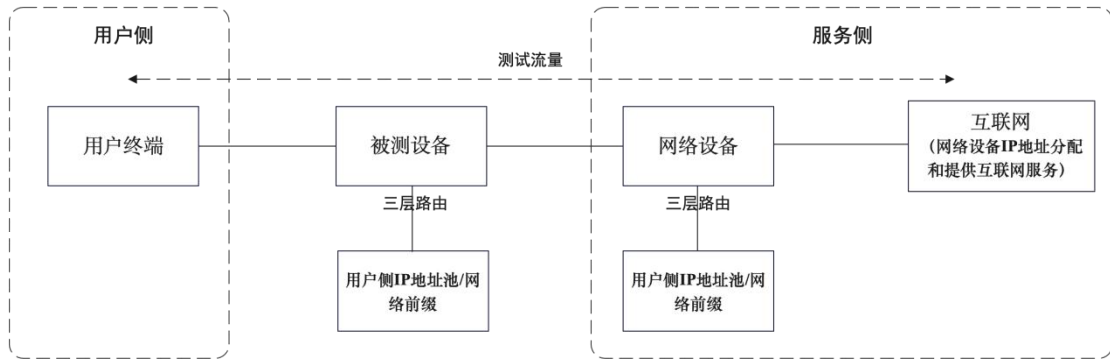 用户侧
服务侧
测试流量
用户终端
被测设备
网络设备
互联网
（网络设备IP地址分配
和提供互联网服务）
三层路由
三层路由
用户侧IP地址池/网
络前缀
用户侧IP地址池/网
络前缀